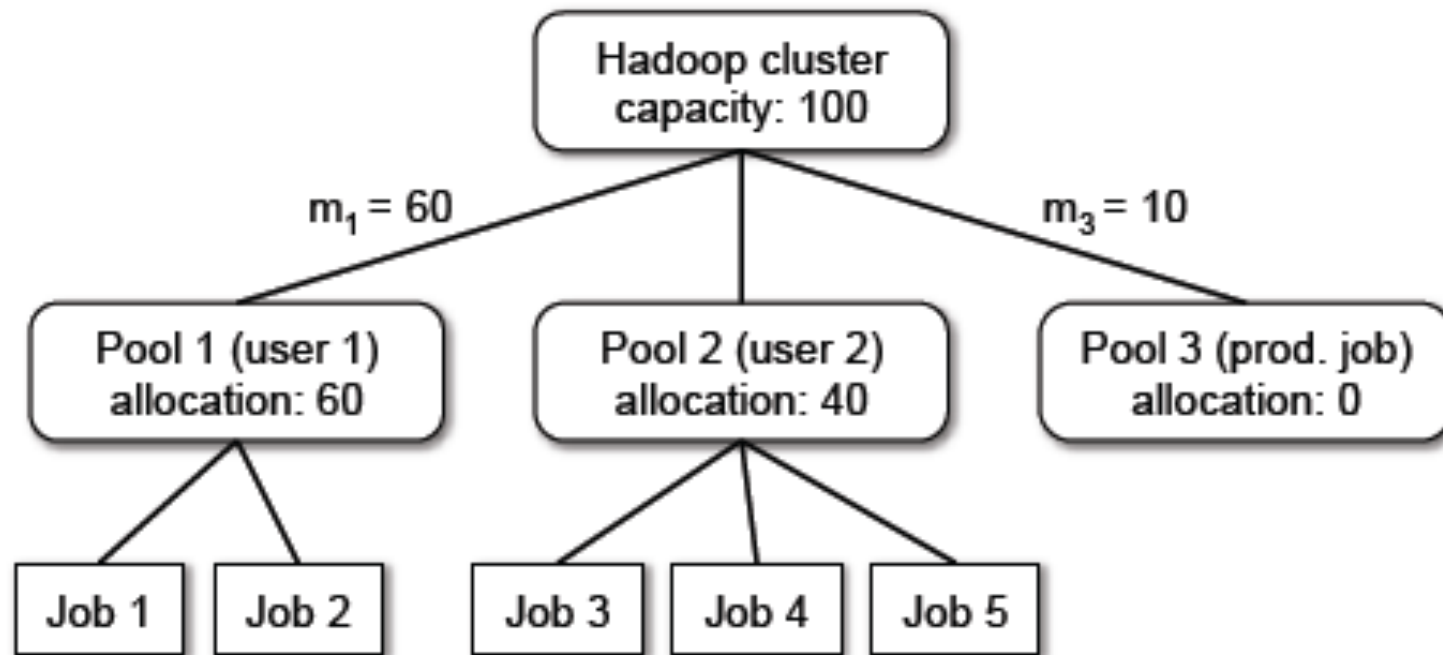 Hadoop cluster
capacity: 100
m₁ = 60
m₃ = 10
Pool 1 (user 1)
allocation: 60
Pool 2 (user 2)
allocation: 40
Pool 3 (prod. job)
allocation: 0
Job 1
Job 2
Job 3
Job 4
Job 5